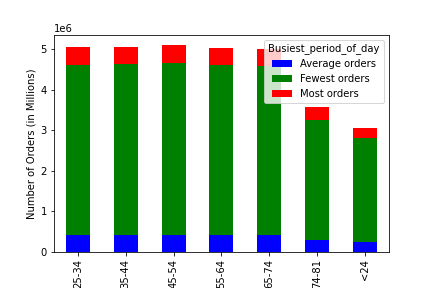 1e6
Busiest_period_of_day
Average orders
Fewest orders
Most orders
Number of Orders (in Millions)
5
4
3
2
1
0
25-34
35-44
45-54
55-64
65-74
74-81
<24